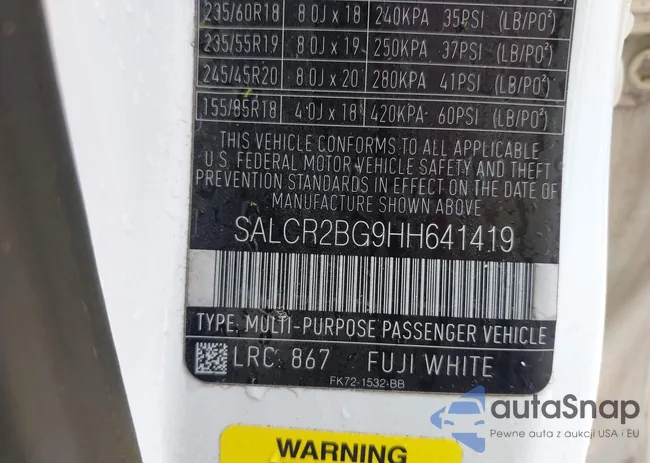 235/60R18 8.0J x 18 240KPA 35PSI (LB/PO²)
235/55R19 8.0J x 19 250KPA 37PSI (LB/PO²)
245/45R20 8.0J x 20 280KPA 41PSI (LB/PO²)
155/85R18 4.0J x 18 420KPA 60PSI (LB/PO²)
THIS VEHICLE CONFORMS TO ALL APPLICABLE
U.S. FEDERAL MOTOR VEHICLE SAFETY AND THEFT
PREVENTION STANDARDS IN EFFECT ON THE DATE OF
MANUFACTURE SHOWN ABOVE
SALCR2BG9HH641419
TYPE, MULTI-PURPOSE PASSENGER VEHICLE
LRC. 867 FUJI WHITE
FK72-1532-BB
WARNING
autaSnap
Pewne auta z aukcji USA i EU